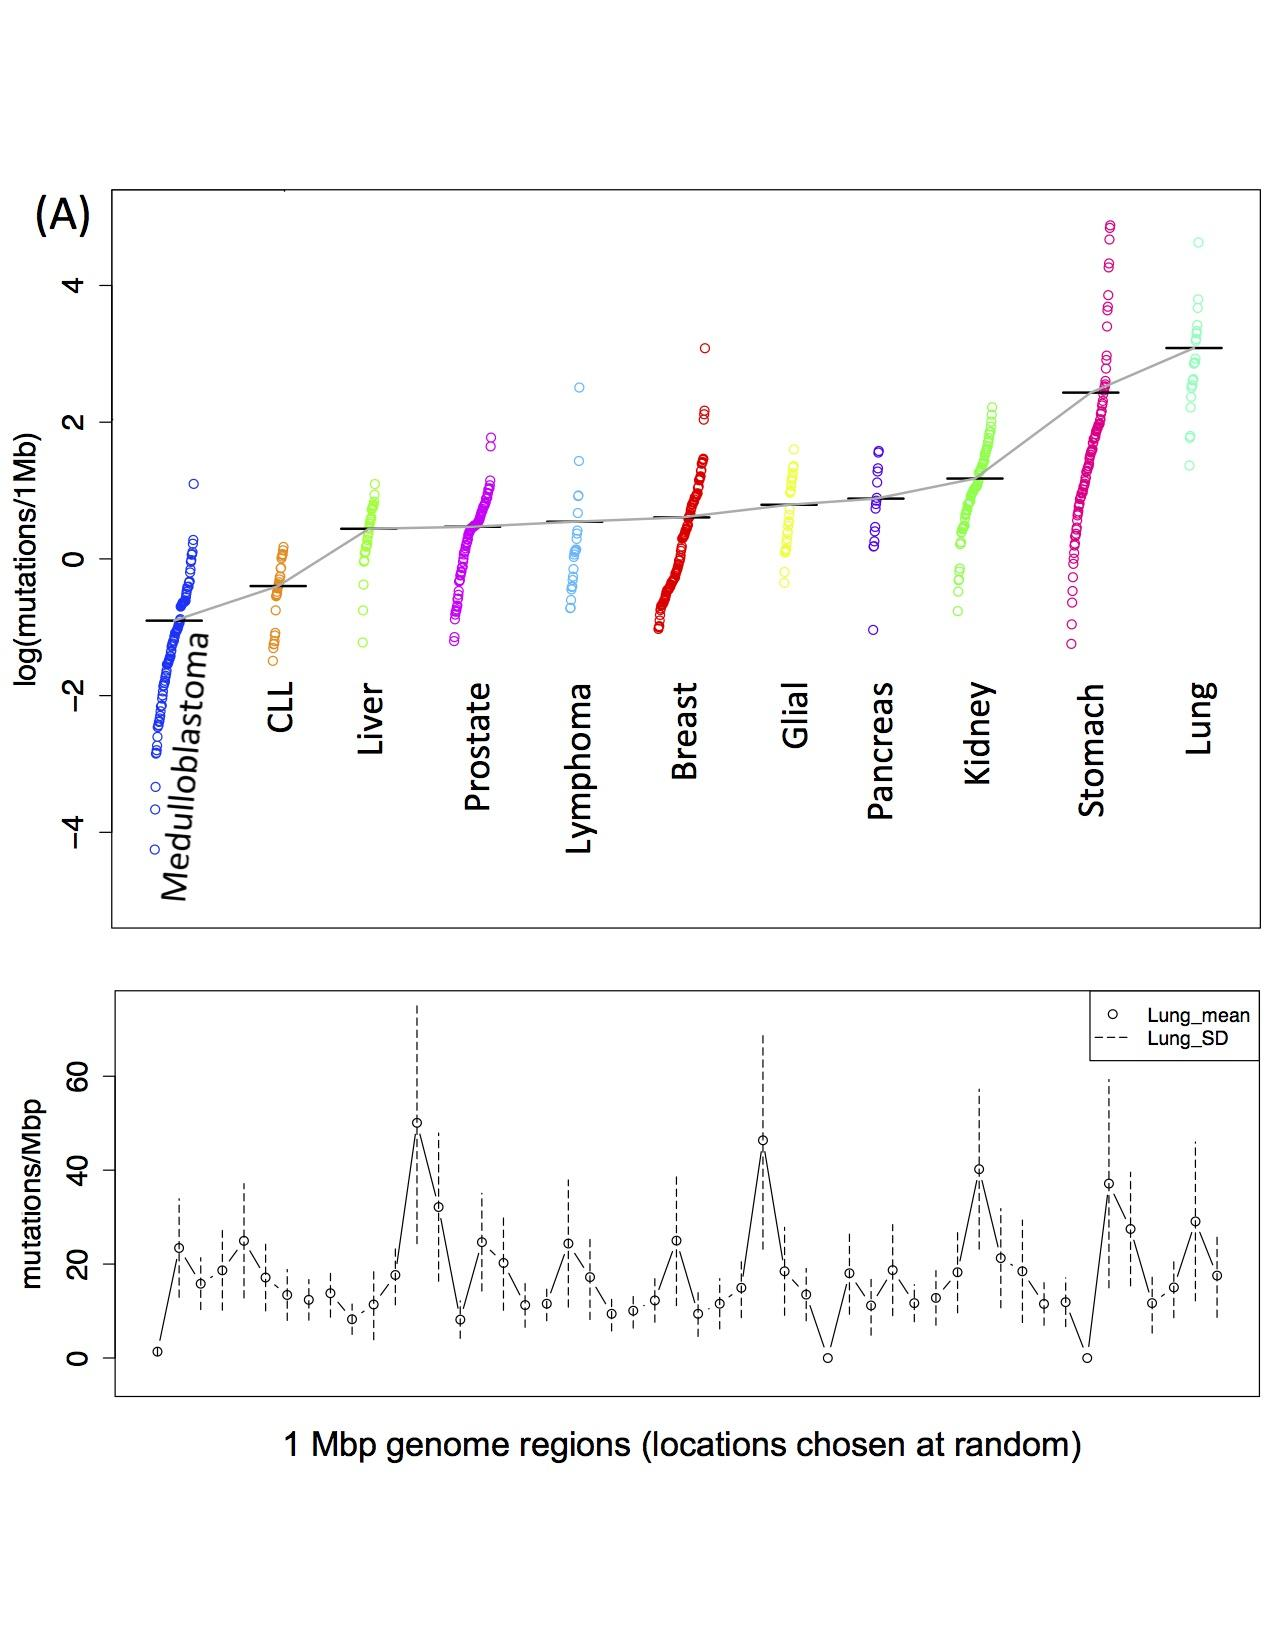 (A)
log(mutations/1Mb)
4
2
0
−2
−4
Medulloblastoma
CLL
Liver
Prostate
Lymphoma
Breast
Glial
Pancreas
Kidney
Stomach
Lung
mutations/Mbp
60
40
20
0
Lung_mean
Lung_SD
1 Mbp genome regions (locations chosen at random)